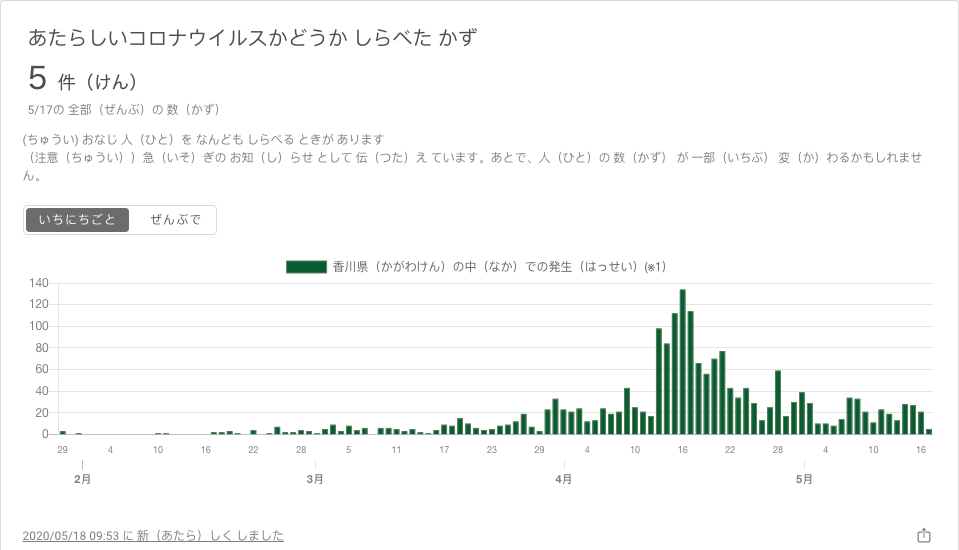 あたらしいコロナウイルスかどうか しらべた かず
5 件（けん）
5/17の 全部（ぜんぶ）の 数（かず）
(ちゅうい) おなじ 人（ひと）を なんども しらべる ときが あります
（注意（ちゅうい））急（いそ）ぎの お知（し）らせ として 伝（つた）え ています。あとで、人（ひと）の 数（かず） が 一部（いちぶ） 変（か）わるかもしれませ
ん。
いちにちごと ぜんぶで
香川県（かがわけん）の中（なか）での発生（はっせい）(※1)
140
120
100
80
60
40
20
0
29 4 10 16 22 28 5 11 17 23 29 4 10 16 22 28 4 10 16
2月 3月 4月 5月
2020/05/18 09:53 に 新（あたら）しく しました